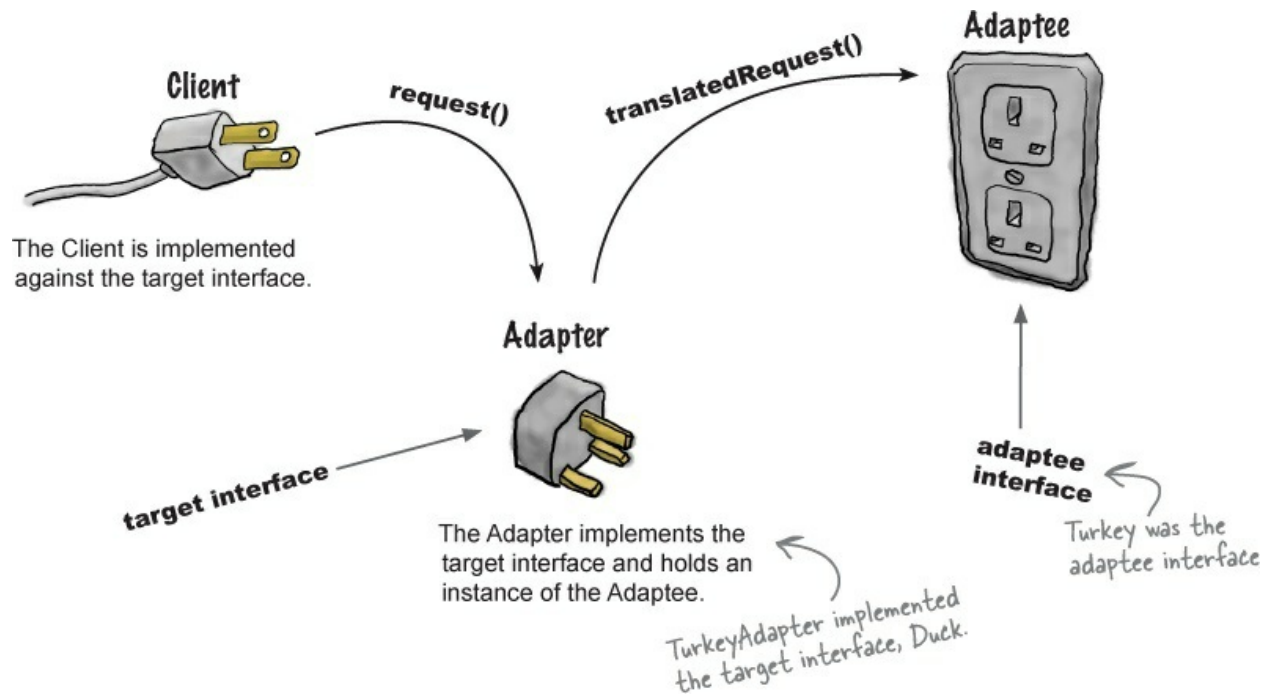 Client
request()
translatedRequest()
Adaptee
The Client is implemented
against the target interface.
Adapter
target interface
The Adapter implements the
target interface and holds an
instance of the Adaptee.
TurkeyAdapter implemented
the target interface, Duck.
adaptee
interface
Turkey was the
adaptee interface